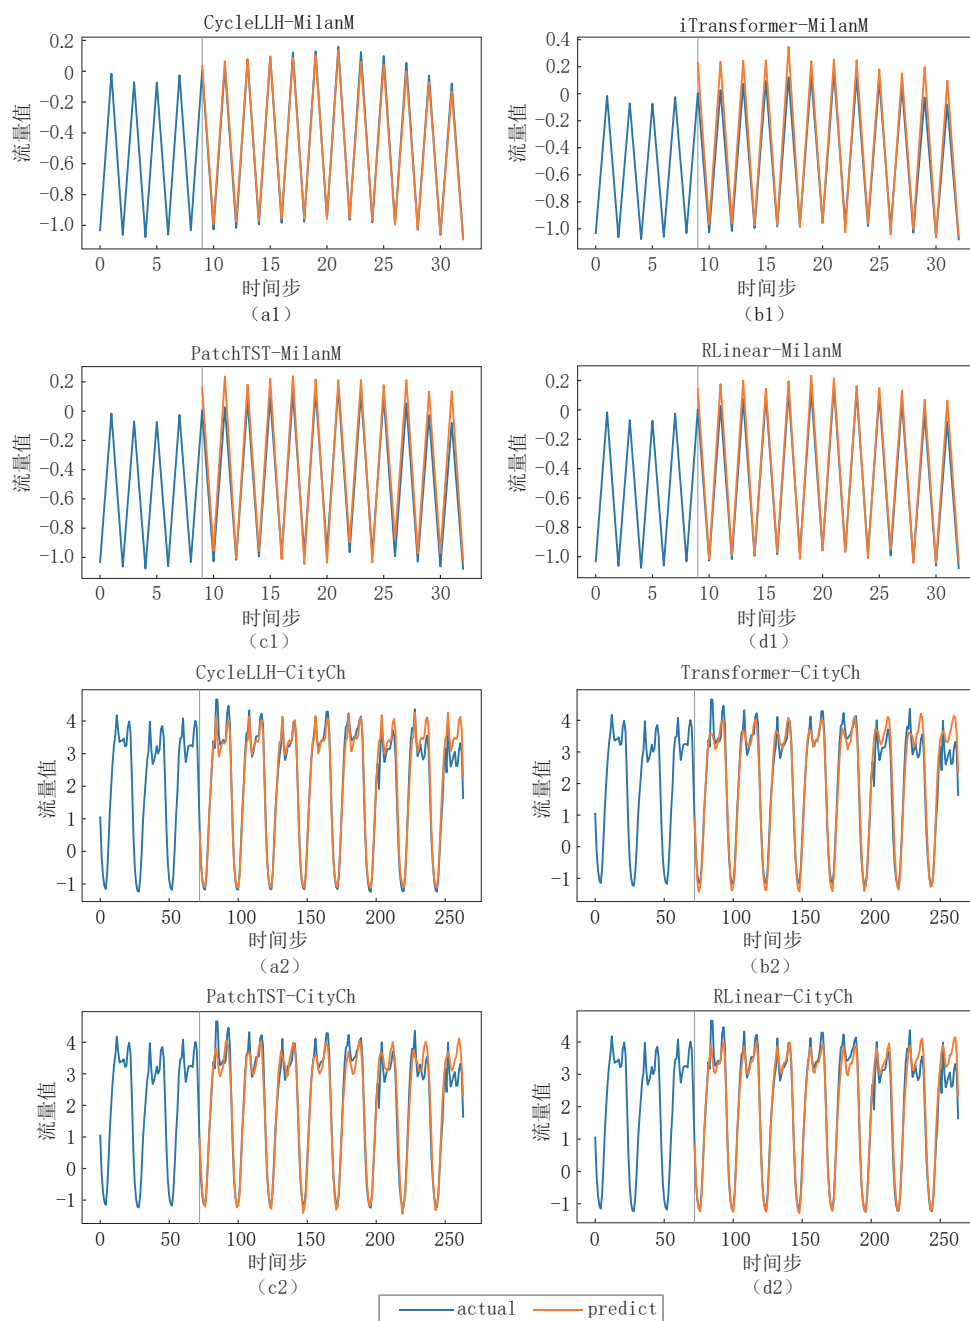 CycleLLH-MilanM
0.2
0
-0.2
-0.4
-0.6
-0.8
-1.0
流量值
0 5 10 15 20 25 30
时间步
(a1)
iTransformer-MilanM
0.4
0.2
0
-0.2
-0.4
-0.6
-0.8
-1.0
流量值
0 5 10 15 20 25 30
时间步
(b1)
PatchTST-MilanM
0.2
0
-0.2
-0.4
-0.6
-0.8
-1.0
流量值
0 5 10 15 20 25 30
时间步
(c1)
RLinear-MilanM
0.2
0
-0.2
-0.4
-0.6
-0.8
-1.0
流量值
0 5 10 15 20 25 30
时间步
(d1)
CycleLLH-CityCh
4
3
2
1
0
-1
流量值
0 50 100 150 200 250
时间步
(a2)
Transformer-CityCh
4
3
2
1
0
-1
流量值
0 50 100 150 200 250
时间步
(b2)
PatchTST-CityCh
4
3
2
1
0
-1
流量值
0 50 100 150 200 250
时间步
(c2)
RLinear-CityCh
4
3
2
1
0
-1
流量值
0 50 100 150 200 250
时间步
(d2)
actual predict